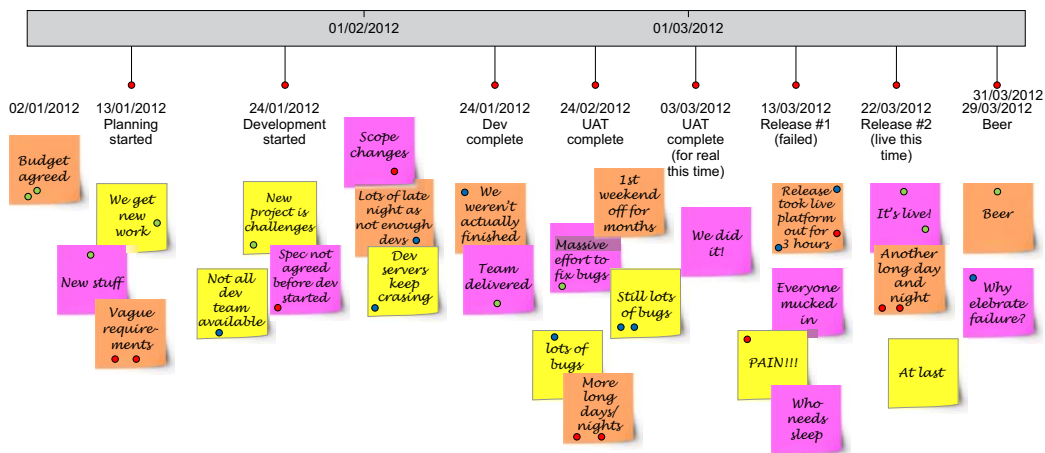 01/02/2012
01/03/2012
02/01/2012
13/01/2012
Planning
started
24/01/2012
Development
started
24/01/2012
Dev
complete
24/02/2012
UAT
complete
03/03/2012
UAT
complete
(for real
this time)
13/03/2012
Release #1
(failed)
22/03/2012
Release #2
(live this
time)
31/03/2012
29/03/2012
Beer
Budget
agreed
We get
new
work
New stuff
Vague
require-
ments
New
project is
challenges
Not all
dev
team
available
Spec not
agreed
before dev
started
Scope
changes
Lots of late
night as
not enough
devs
Dev
servers
keep
crasing
We
weren't
actually
finished
Team
delivered
1st
weekend
off for
months
Massive
effort to
fix bugs
Still lots
of bugs
lots of
bugs
More
long
days/
nights
We did
it!
Release
took live
platform
out for
3 hours
Everyone
mucked
in
PAIN!!!
Who
needs
sleep
It's live!
Another
long day
and
night
At last
Beer
Why
elebrate
failure?